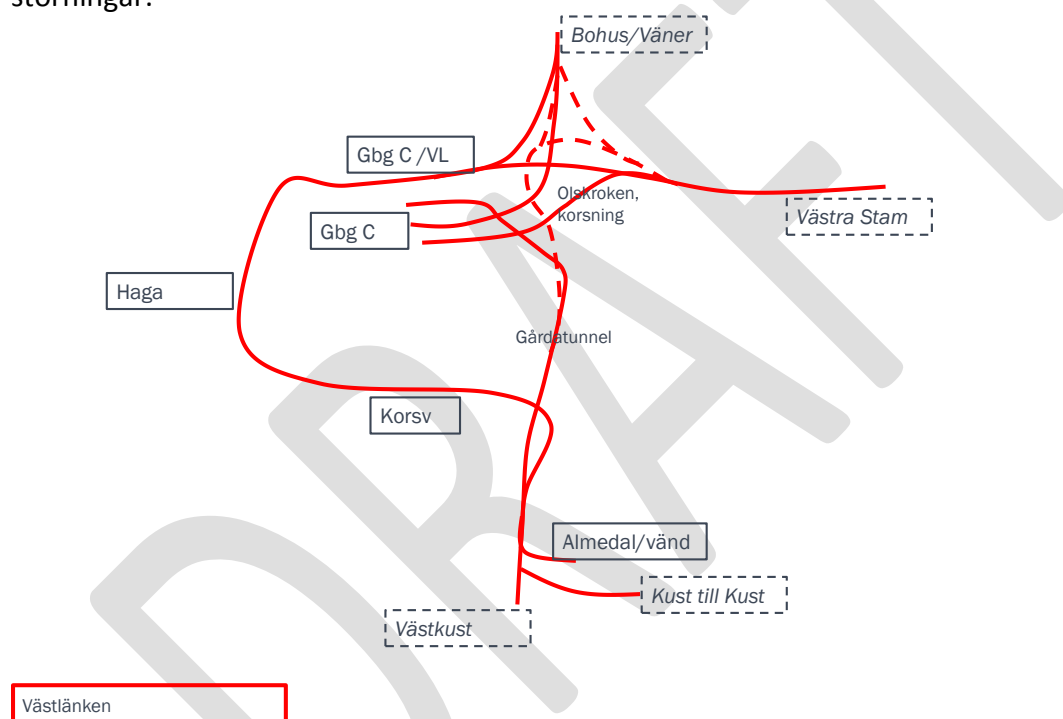 störningar.
Bohus/Väner
Gbg C /VL
Olskroken,
korsning
Västra Stam
Gbg C
Haga
Gårdatunnel
Korsv
Almedal/vänd
Kust till Kust
Västkust
Västlänken
DRAFT